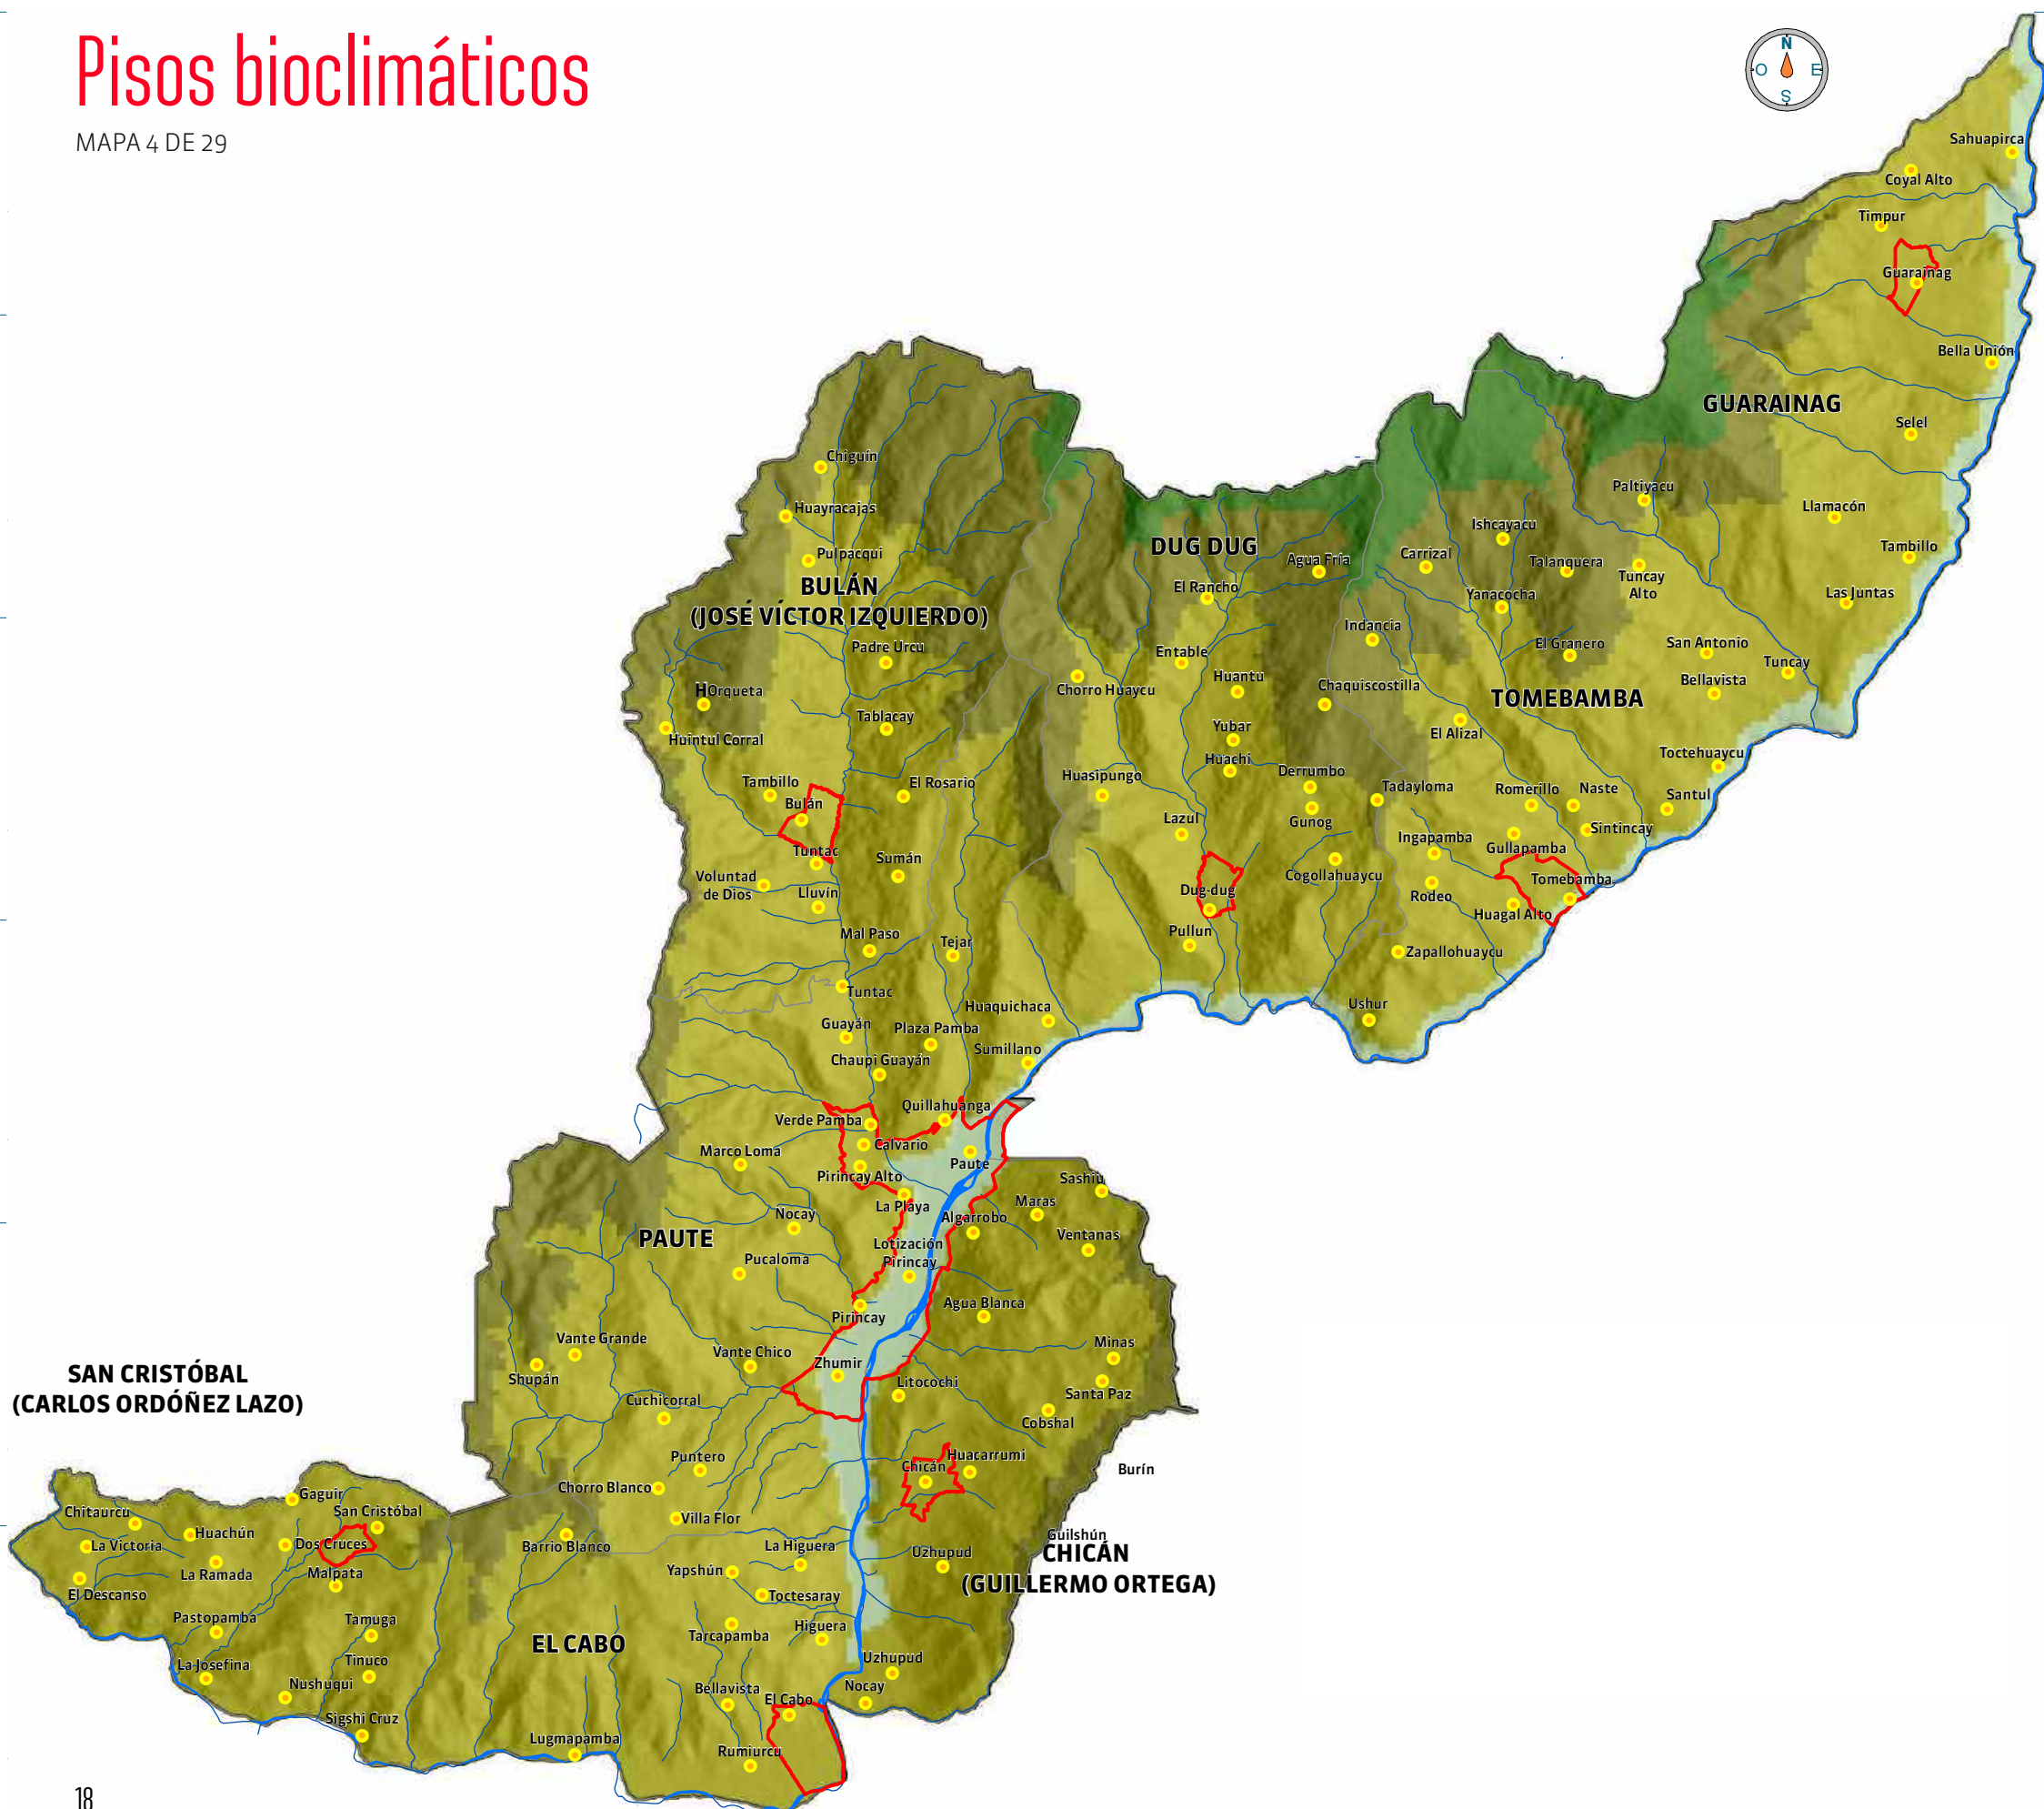 Pisos bioclimáticos
MAPA 4 DE 29
N
O
E
S
Sahuapirca
Coyal Alto
Timpur
Guarainag
Bella Unión
GUARAINAG
Selel
Chiguín
Paltiyacu
Huayracajas
Llamacón
Ishcayacu
DUG DUG
Tambillo
Pulpacqui
Agua Fría
Carrizal
Talanquera
Tuncay
Alto
BULÁN
(JOSÉ VÍCTOR IZQUIERDO)
El Rancho
Yanacocha
Las Juntas
Indancia
Padre Urcu
Entable
El Granero
San Antonio
Tuncay
Huantu
Bellavista
HOrqueta
Chorro Huaycu
Chaquiscostilla
TOMEBAMBA
Tablacay
Yubar
El Alizal
Huintul Corral
Toctehuaycu
Huachi
Tambillo
El Rosario
Huasipungo
Derrumbo
Tadayloma
Romerillo
Naste
Santul
Bulán
Lazul
Gunog
Sintincay
Ingapamba
Gullapamba
Tuntac
Sumán
Voluntad
de Dios
Cogollahuaycu
Tomebamba
Lluvín
Dug-dug
Rodeo
Huagal Alto
Mal Paso
Tejar
Pullun
Zapallohuaycu
Tuntac
Huaquichaca
Ushur
Guayán
Plaza Pamba
Sumillano
Chaupi Guayán
Quillahuanga
Verde Pamba
Calvario
Marco Loma
Paute
Pirincay Alto
Sashiu
La Playa
Maras
Nocay
Algarrobo
PAUTE
Ventanas
Lotización
Pirincay
Pucaloma
Agua Blanca
Pirincay
Vante Grande
Minas
Vante Chico
Zhumir
SAN CRISTÓBAL
(CARLOS ORDÓÑEZ LAZO)
Shupán
Litocochi
Santa Paz
Cuchicorral
Cobshal
Puntero
Huacarrumi
Chicán
Burín
Chorro Blanco
Gaguir
Chitaurcu
San Cristóbal
Villa Flor
Huachún
Guilshún
La Victoria
Dos Cruces
Barrio Blanco
La Higuera
Uzhupud
CHICÁN
(GUILLERMO ORTEGA)
La Ramada
Malpata
Yapshún
El Descanso
Toctesaray
Pastopamba
Tamuga
Higuera
Tarcapamba
EL CABO
La Josefina
Tinuco
Uzhupud
Nushuqui
Bellavista
El Cabo
Nocay
Sigshi Cruz
Lugmapamba
Rumiurcu
18